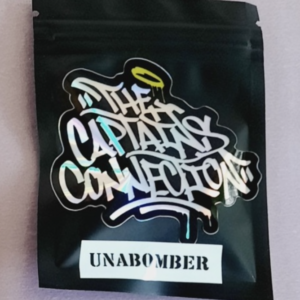 "THE
CAPTAINS
CONNECTION"
UNABOMBER